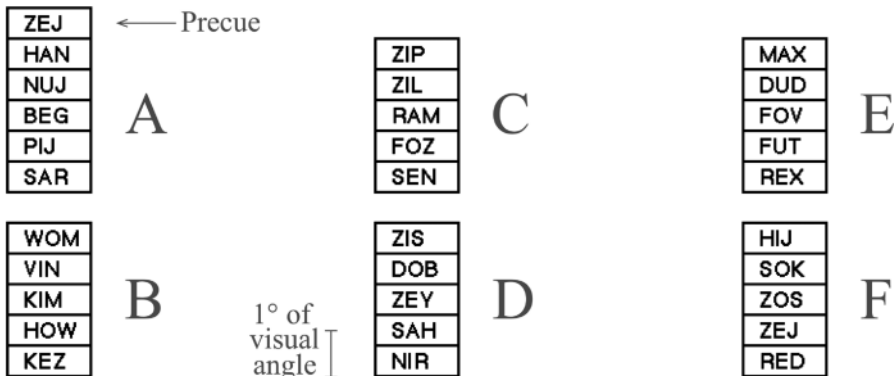 ZEJ
Precue
HAN
NUJ
BEG
PIJ
SAR
A
ZIP
ZIL
RAM
FOZ
SEN
C
MAX
DUD
FOV
FUT
REX
E
WOM
VIN
KIM
HOW
KEZ
B
1° of
visual
angle
ZIS
DOB
ZEY
SAH
NIR
D
HIJ
SOK
ZOS
ZEJ
RED
F